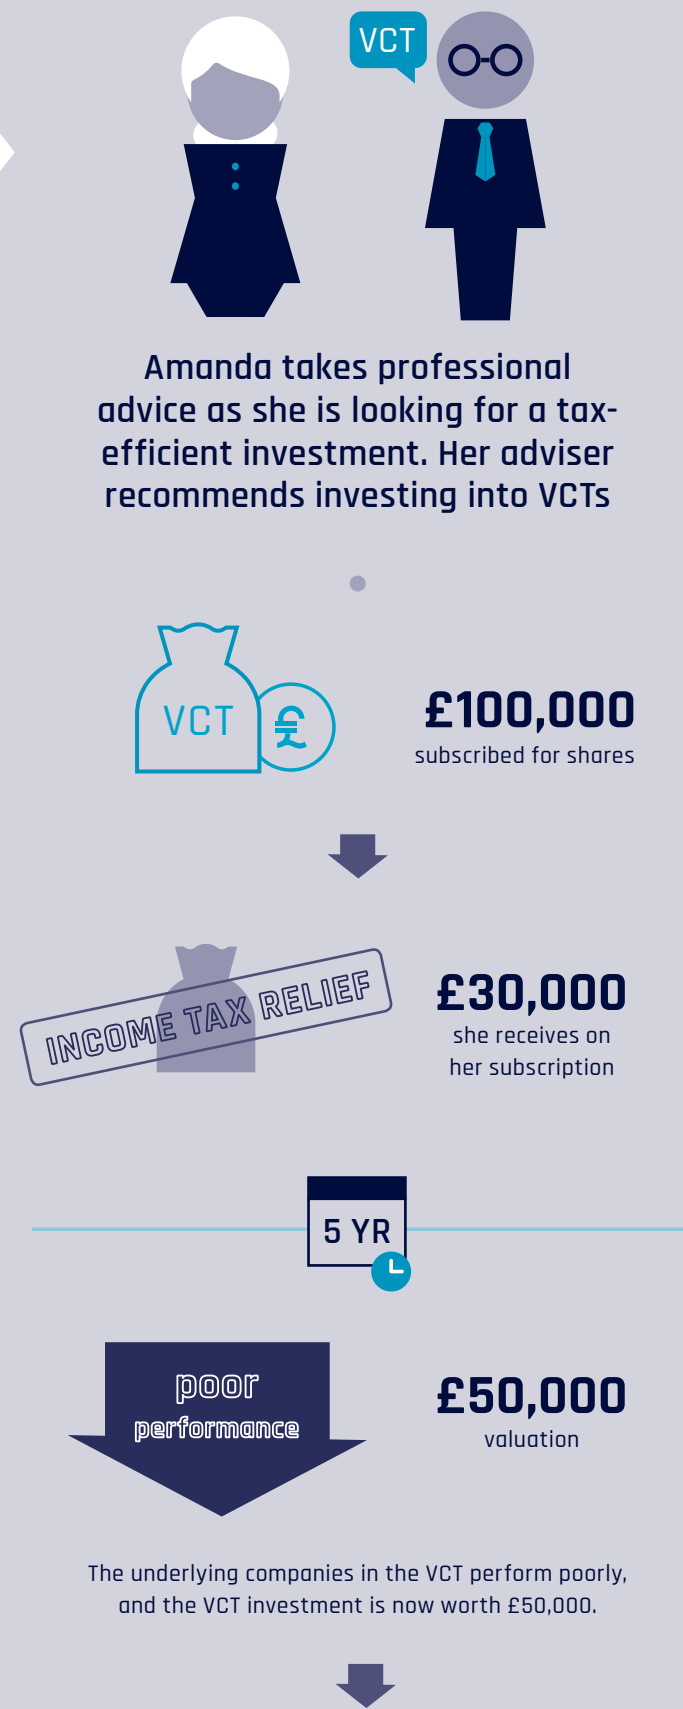 VCT
Amanda takes professional
advice as she is looking for a tax-
efficient investment. Her adviser
recommends investing into VCTs
VCT
£
£100,000
subscribed for shares
INCOME TAX RELIEF
£30,000
she receives on
her subscription
5 YR
poor
performance
£50,000
valuation
The underlying companies in the VCT perform poorly,
and the VCT investment is now worth £50,000.